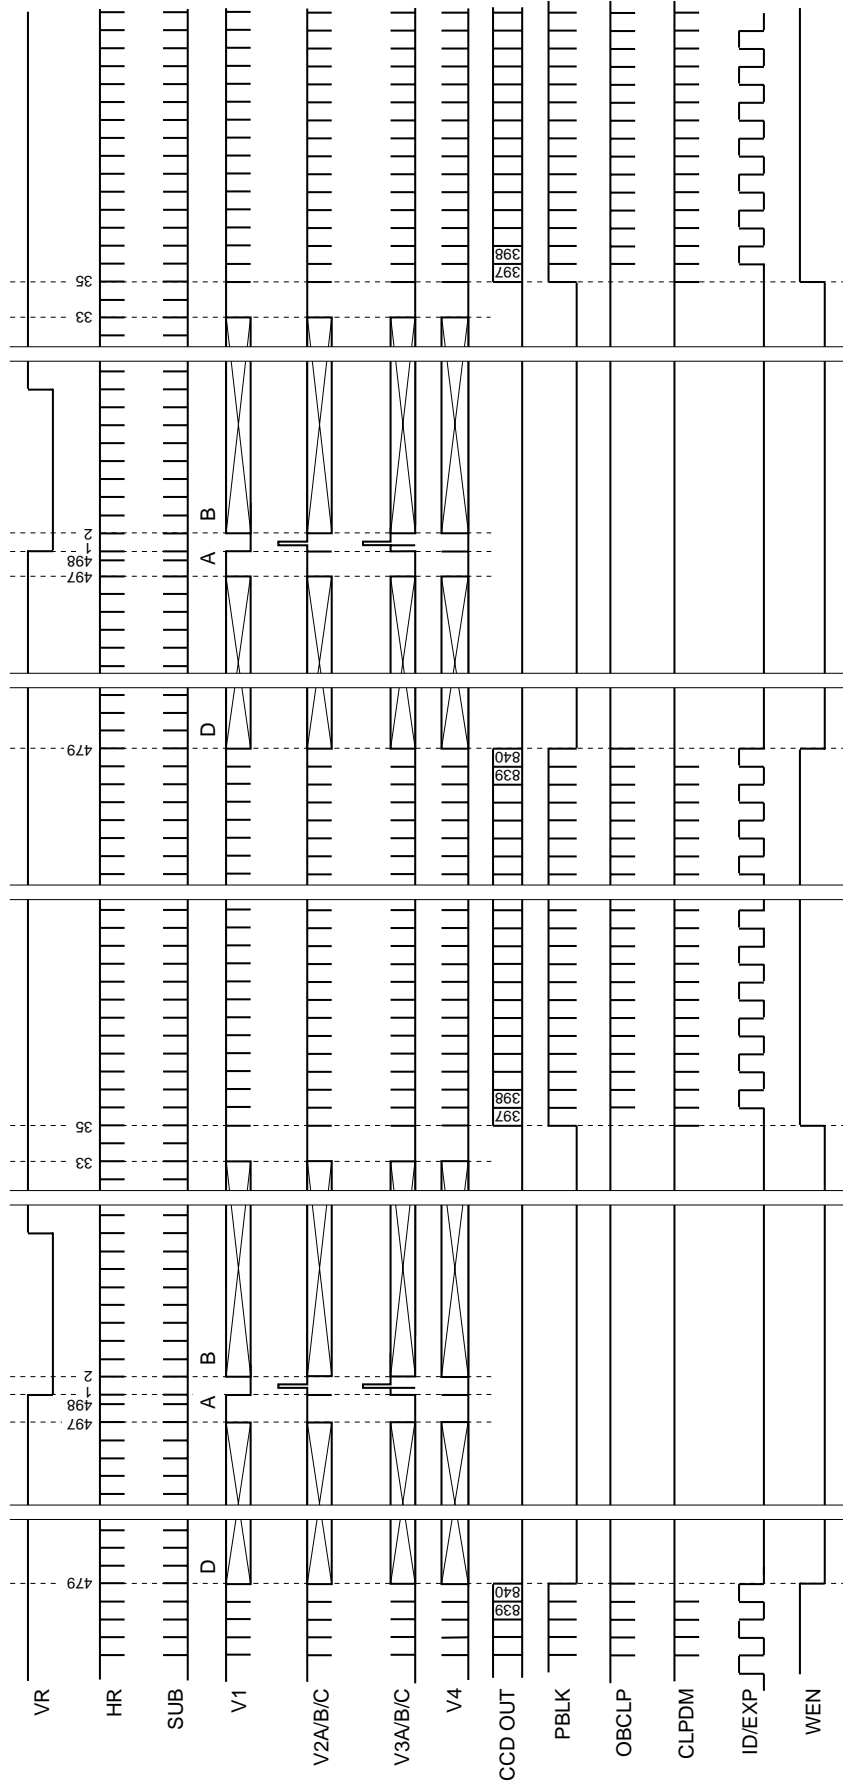 VR
HR
SUB
V1
V2A/B/C
V3A/B/C
V4
CCD OUT
PBLK
OBCLP
CLPDM
ID/EXP
WEN
479
497
498
1
2
33
35
479
497
498
1
2
33
35
D
A
B
D
A
B
839
840
397
398
839
840
397
398